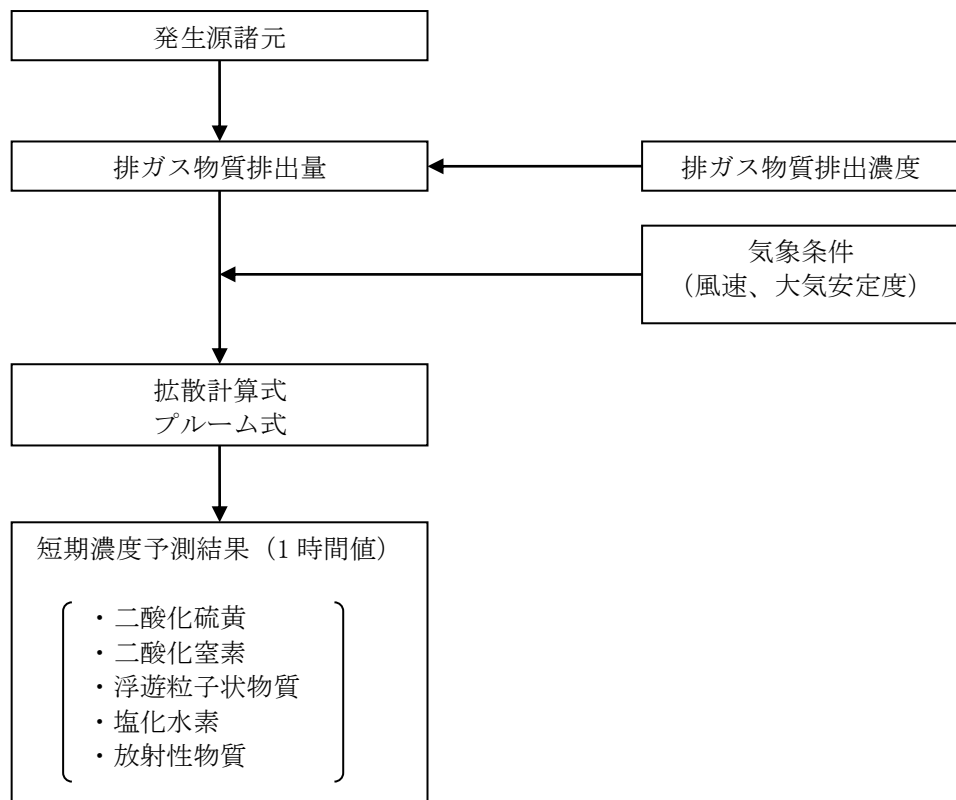 発生源諸元
排ガス物質排出量
排ガス物質排出濃度
気象条件
（風速、大気安定度）
拡散計算式
プルーム式
短期濃度予測結果（1 時間値）
・二酸化硫黄
・二酸化窒素
・浮遊粒子状物質
・塩化水素
・放射性物質